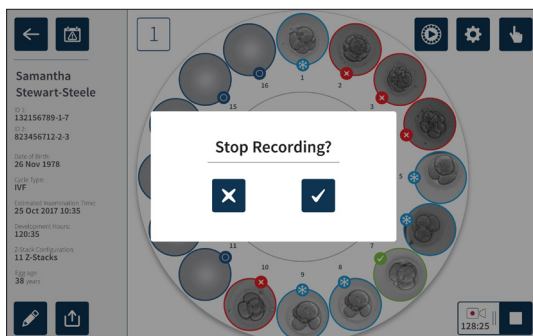 1
Samantha
Stewart-Steele
ID 1:
132156789-1-7
ID 2:
823456712-2-3
Date of Birth:
26 Nov 1978
Cycle Type:
IVF
Estimated Insemination Time:
25 Oct 2017 10:35
Development Hours:
120:35
Z-Stack Configuration:
11 Z-Stacks
Egg age:
38 years
16
1
2
15
3
Stop Recording?
5
11
7
10
9
8
128:25